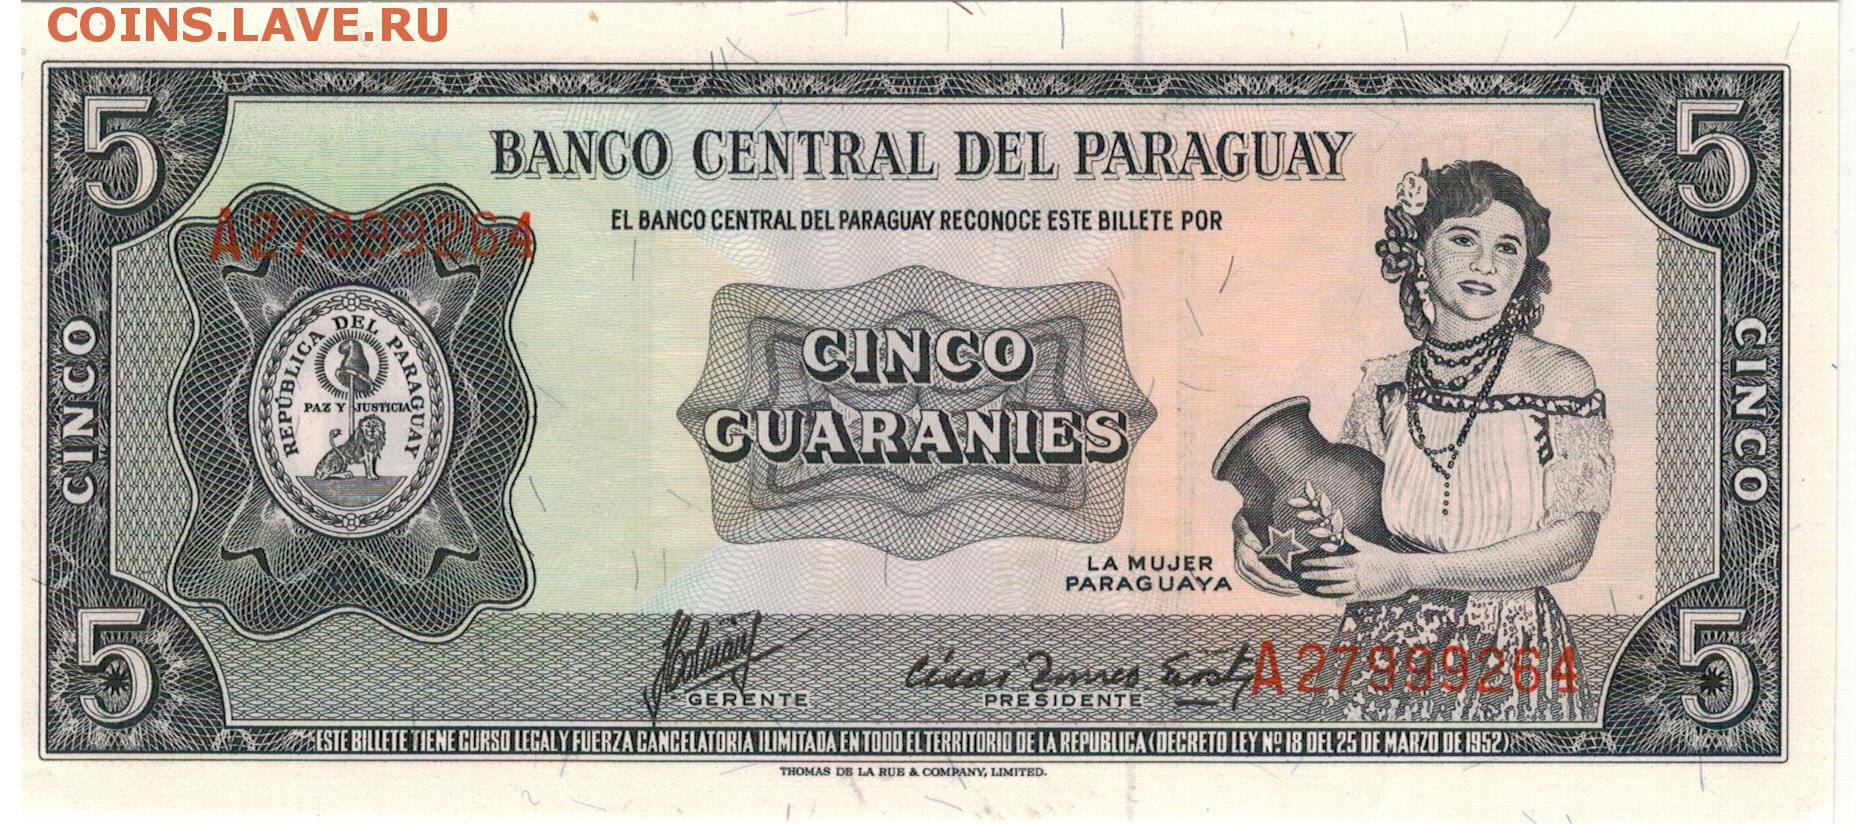 COINS.LAVE.RU
5
5
BANCO CENTRAL DEL PARAGUAY
A27999264
EL BANCO CENTRAL DEL PARAGUAY RECONOCE ESTE BILLETE POR
REPÚBLICA DEL PARAGUAY
PAZ Y JUSTICIA
CINCO
CINCO
GUARANIES
CINCO
LA MUJER
PARAGUAYA
5
5
A27999264
GERENTE
PRESIDENTE
ESTE BILLETE TIENE CURSO LEGAL Y FUERZA CANCELATORIA ILIMITADA EN TODO EL TERRITORIO DE LA REPUBLICA (DECRETO LEY Nº 18 DEL 25 DE MARZO DE 1952)
THOMAS DE LA RUE & COMPANY, LIMITED.